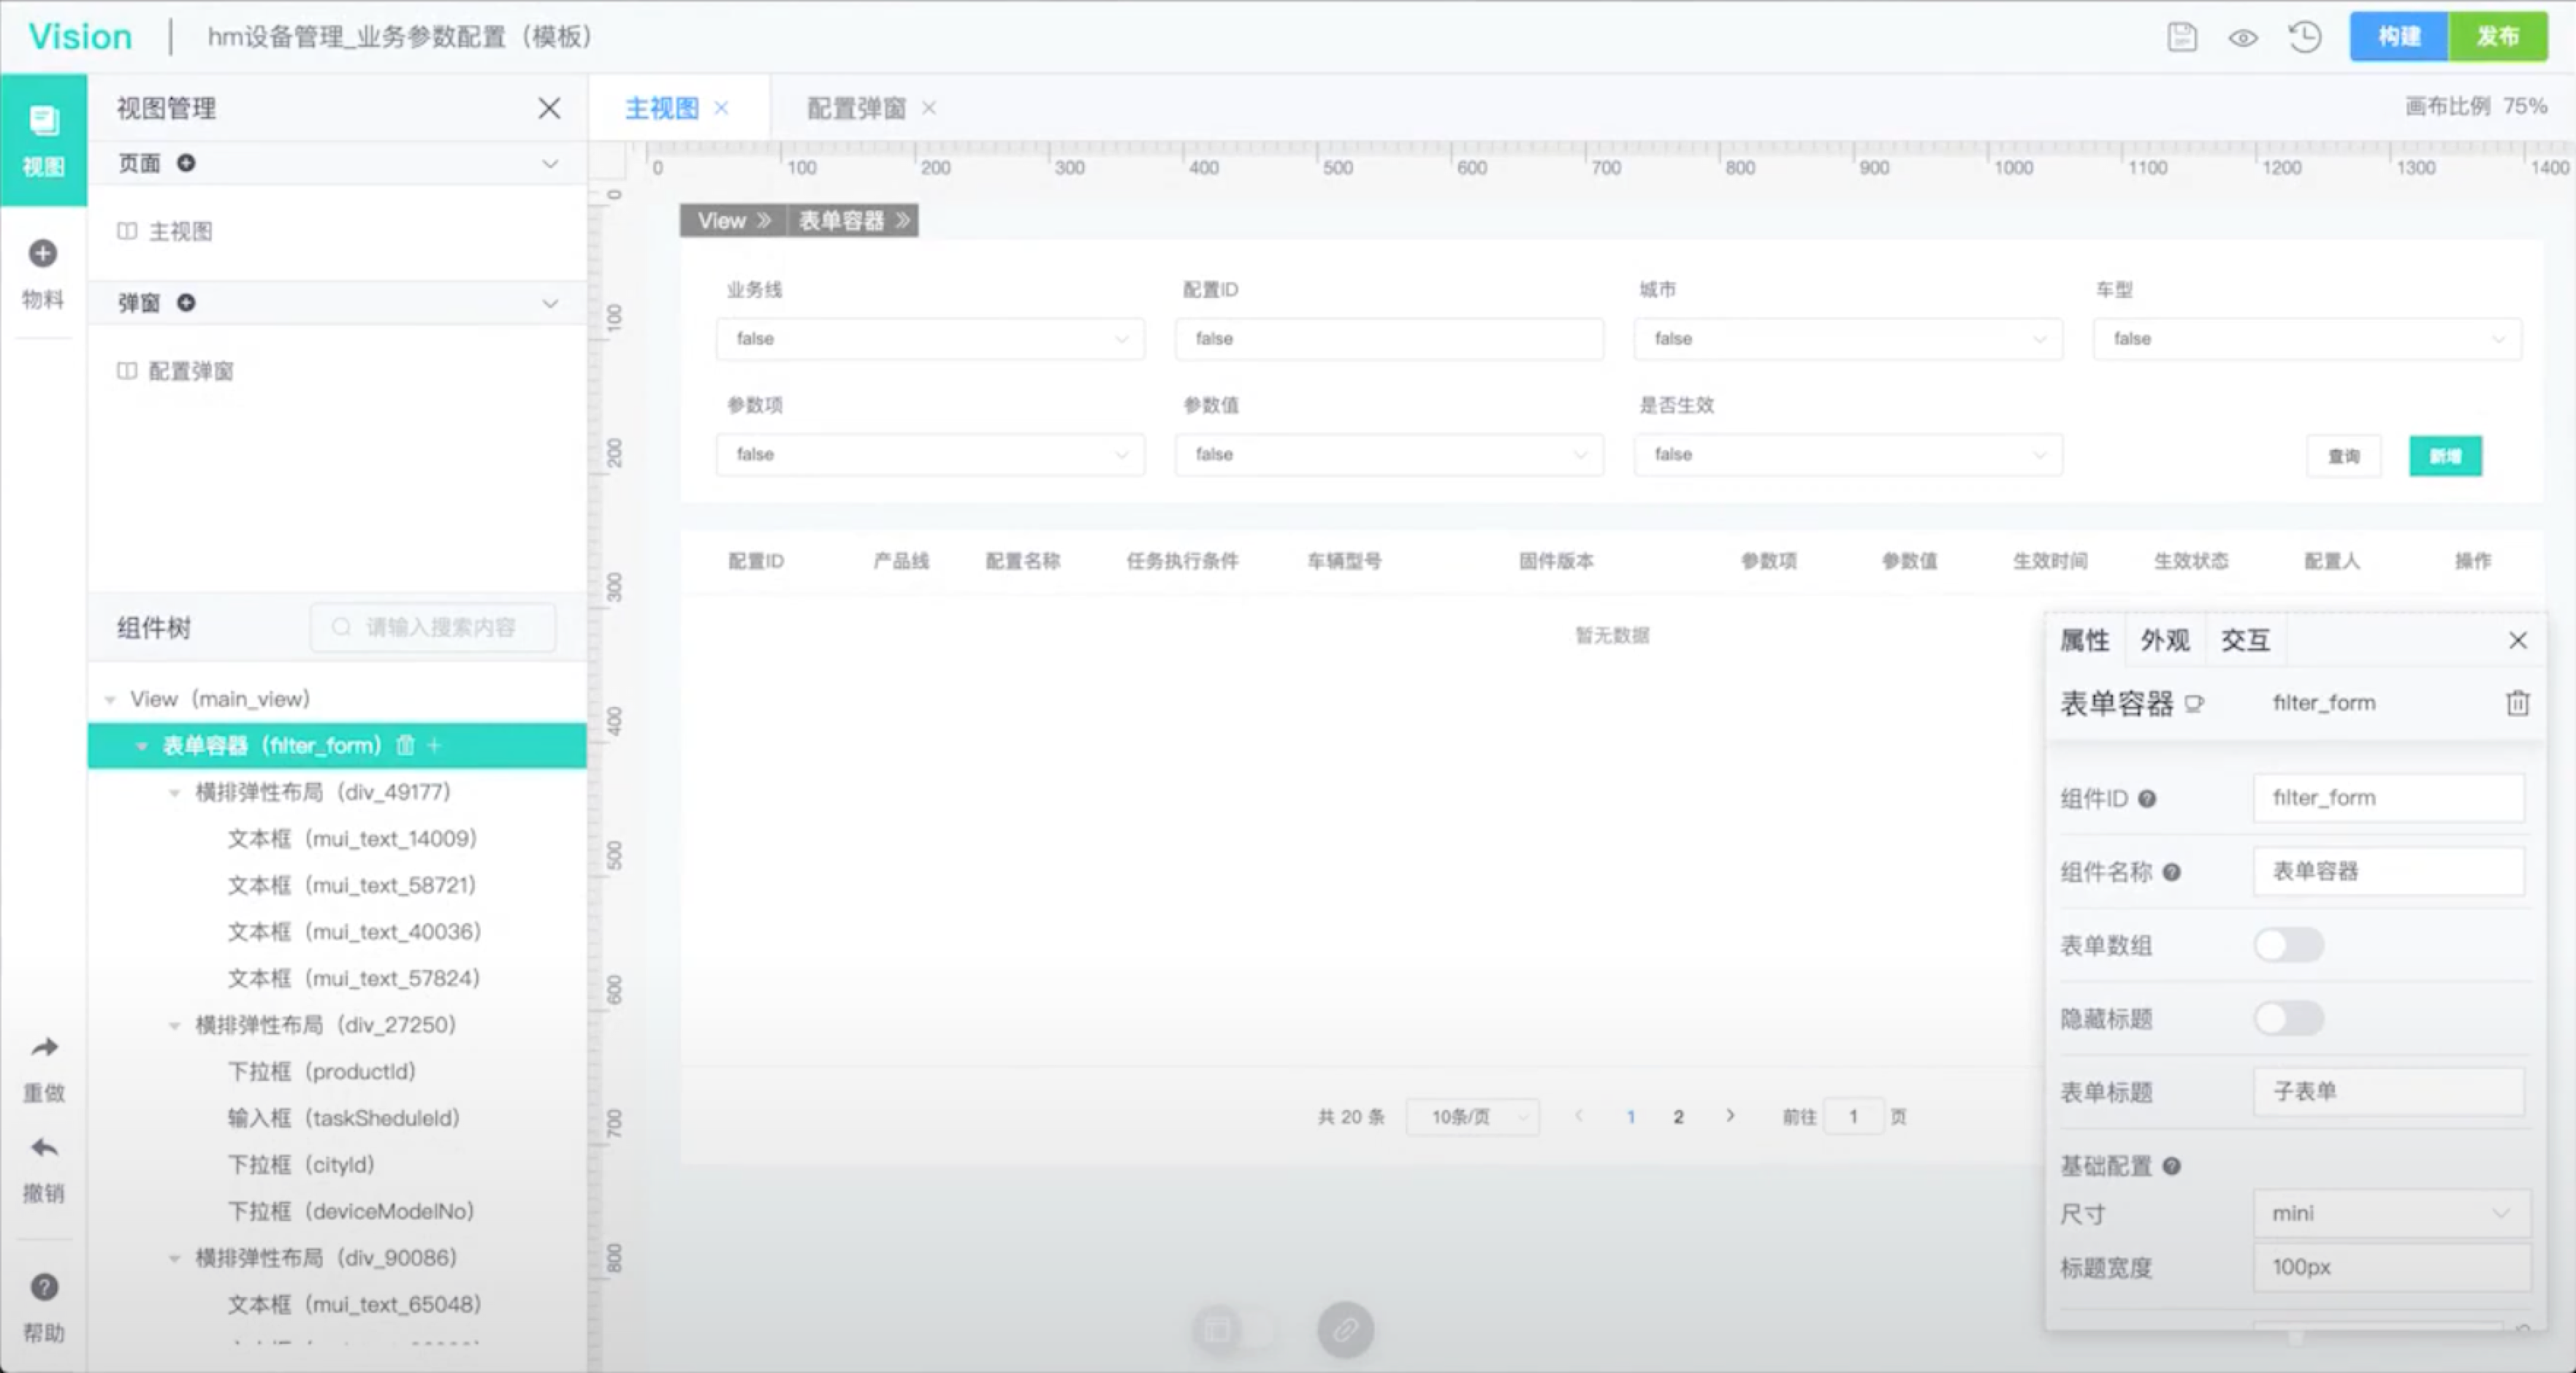 Vision
hm设备管理_业务参数配置（模板）
构建
发布
视图
物料
重做
撤销
帮助
视图管理
页面
主视图
弹窗
配置弹窗
组件树
请输入搜索内容
View（main_view）
表单容器（filter_form）
横排弹性布局（div_49177）
文本框（mui_text_14009）
文本框（mui_text_58721）
文本框（mui_text_40036）
文本框（mui_text_57824）
横排弹性布局（div_27250）
下拉框（productId）
输入框（taskSheduleId）
下拉框（cityId）
下拉框（deviceModelNo）
横排弹性布局（div_90086）
文本框（mui_text_65048）
主视图 配置弹窗
画布比例 75%
0 100 200 300 400 500 600 700 800 900 1000 1100 1200 1300 1400
0
100
200
300
400
500
600
700
800
View 表单容器
业务线 配置ID 城市 车型
false false false false
参数项 参数值 是否生效
false false false 查询 新增
配置ID 产品线 配置名称 任务执行条件 车辆型号 固件版本 参数项 参数值 生效时间 生效状态 配置人 操作
暂无数据
共 20 条 10条/页 1 2 前往 1 页
属性 外观 交互
表单容器 filter_form
组件ID filter_form
组件名称 表单容器
表单数组
隐藏标题
表单标题 子表单
基础配置
尺寸 mini
标题宽度 100px